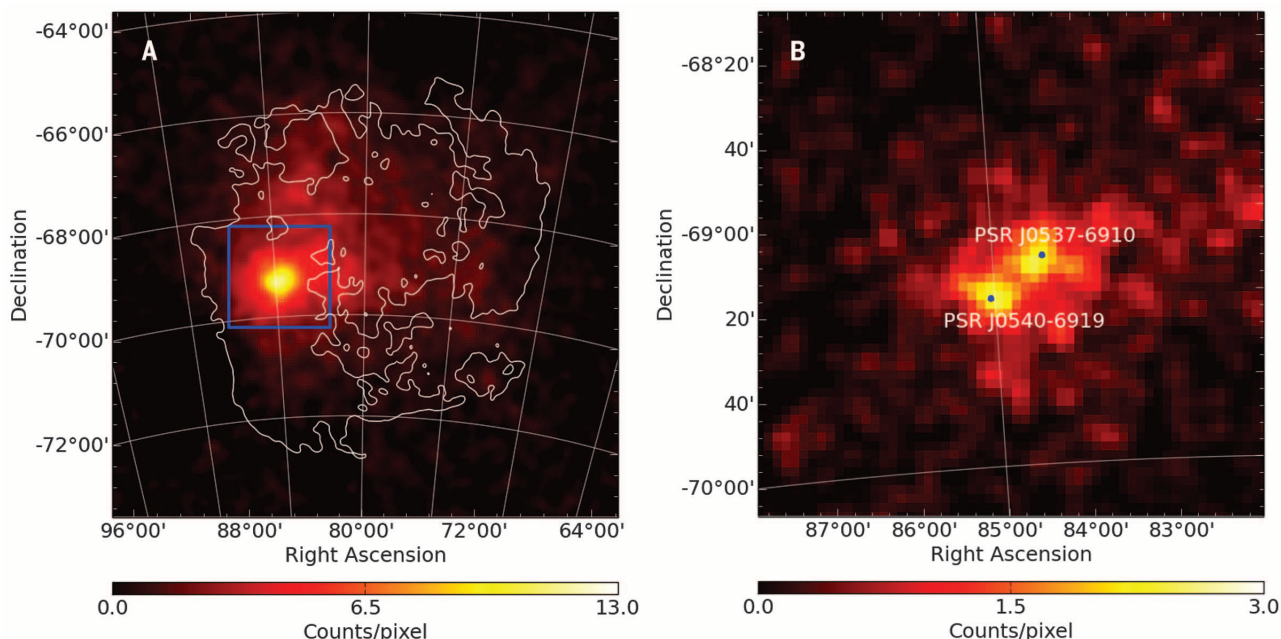 A
-64°00'
-66°00'
-68°00'
-70°00'
-72°00'
Declination
96°00'
88°00'
80°00'
72°00'
64°00'
Right Ascension
0.0
6.5
13.0
Counts/pixel
B
-68°20'
40'
-69°00'
20'
40'
-70°00'
Declination
PSR J0537-6910
PSR J0540-6919
87°00'
86°00'
85°00'
84°00'
83°00'
Right Ascension
0.0
1.5
3.0
Counts/pixel